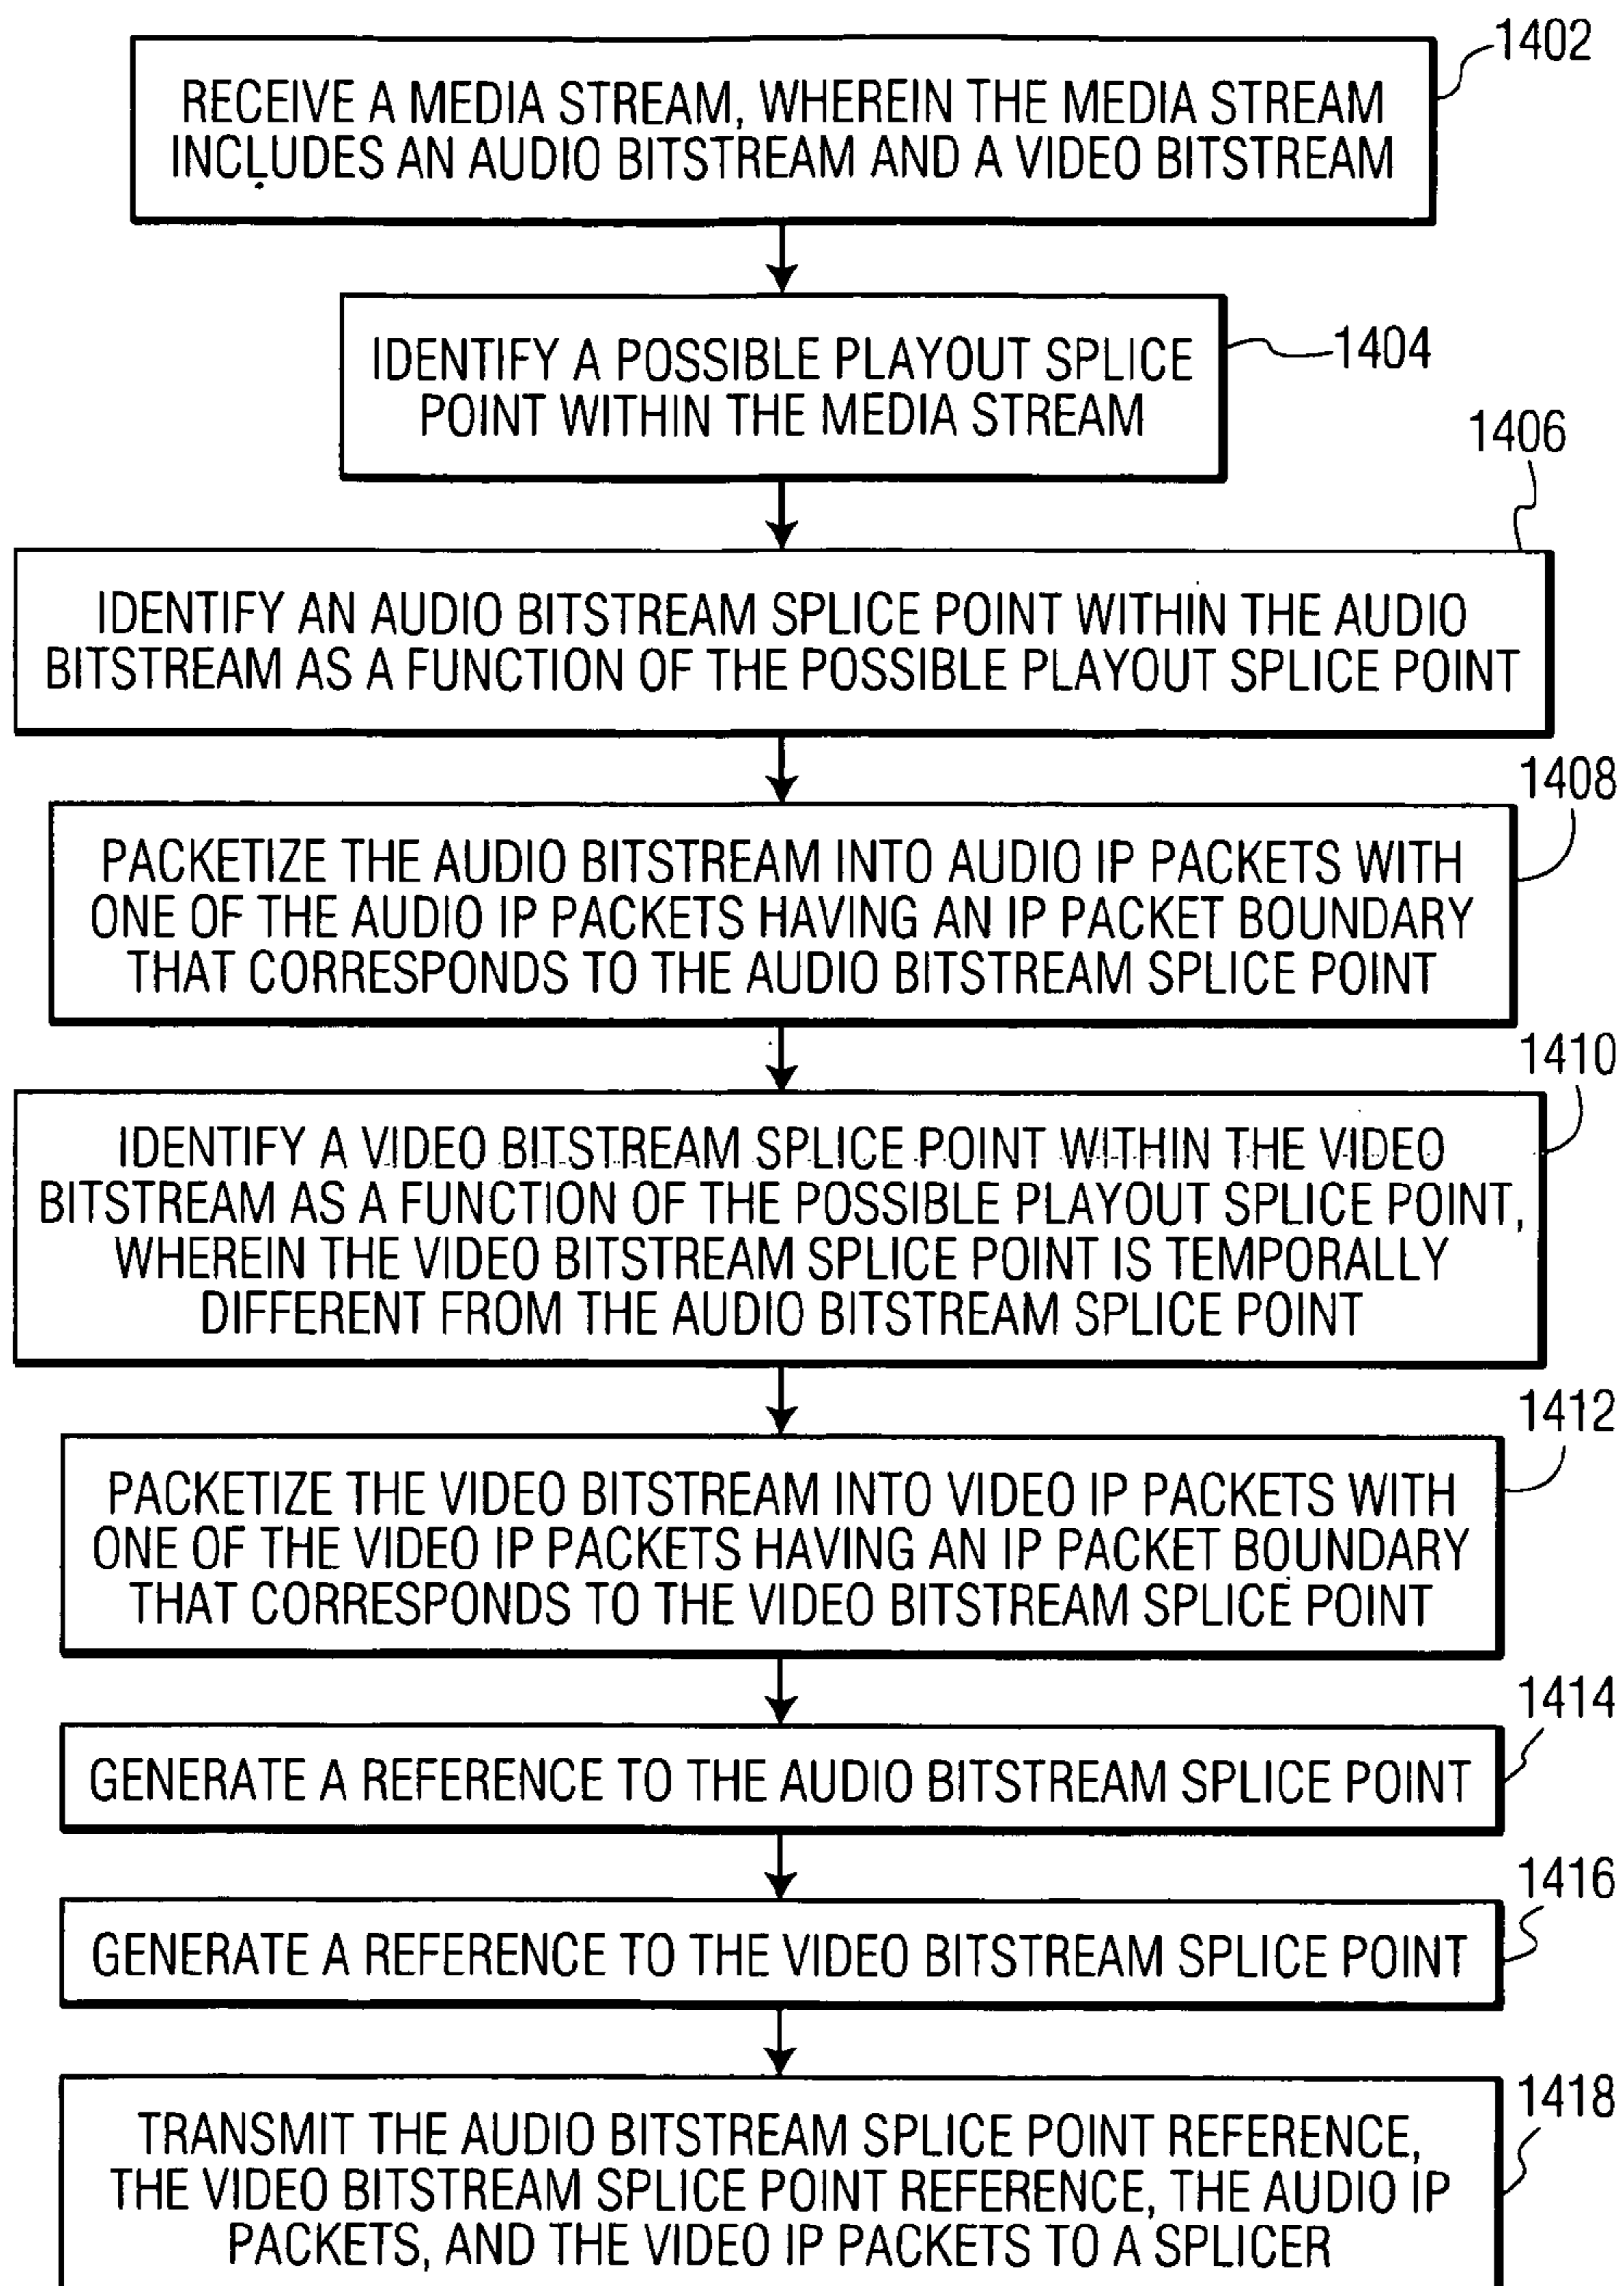 1402
RECEIVE A MEDIA STREAM, WHEREIN THE MEDIA STREAM
INCLUDES AN AUDIO BITSTREAM AND A VIDEO BITSTREAM
1404
IDENTIFY A POSSIBLE PLAYOUT SPLICE
POINT WITHIN THE MEDIA STREAM
1406
IDENTIFY AN AUDIO BITSTREAM SPLICE POINT WITHIN THE AUDIO
BITSTREAM AS A FUNCTION OF THE POSSIBLE PLAYOUT SPLICE POINT
1408
PACKETIZE THE AUDIO BITSTREAM INTO AUDIO IP PACKETS WITH
ONE OF THE AUDIO IP PACKETS HAVING AN IP PACKET BOUNDARY
THAT CORRESPONDS TO THE AUDIO BITSTREAM SPLICE POINT
1410
IDENTIFY A VIDEO BITSTREAM SPLICE POINT WITHIN THE VIDEO
BITSTREAM AS A FUNCTION OF THE POSSIBLE PLAYOUT SPLICE POINT,
WHEREIN THE VIDEO BITSTREAM SPLICE POINT IS TEMPORALLY
DIFFERENT FROM THE AUDIO BITSTREAM SPLICE POINT
1412
PACKETIZE THE VIDEO BITSTREAM INTO VIDEO IP PACKETS WITH
ONE OF THE VIDEO IP PACKETS HAVING AN IP PACKET BOUNDARY
THAT CORRESPONDS TO THE VIDEO BITSTREAM SPLICE POINT
1414
GENERATE A REFERENCE TO THE AUDIO BITSTREAM SPLICE POINT
1416
GENERATE A REFERENCE TO THE VIDEO BITSTREAM SPLICE POINT
1418
TRANSMIT THE AUDIO BITSTREAM SPLICE POINT REFERENCE,
THE VIDEO BITSTREAM SPLICE POINT REFERENCE, THE AUDIO IP
PACKETS, AND THE VIDEO IP PACKETS TO A SPLICER